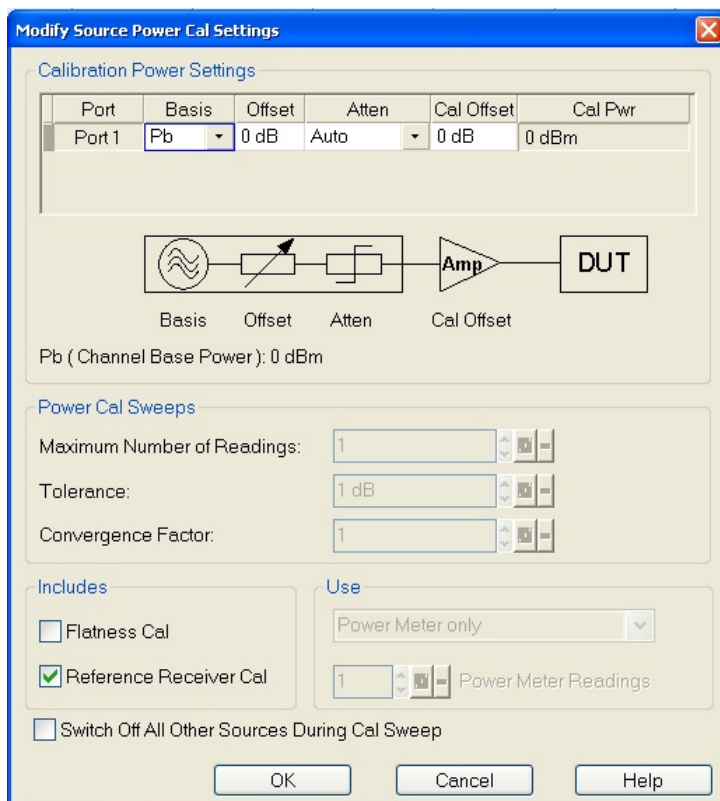 Modify Source Power Cal Settings
Calibration Power Settings
Port Basis Offset Atten Cal Offset Cal Pwr
Port 1 Pb 0 dB Auto 0 dB 0 dBm
Amp DUT
Basis Offset Atten Cal Offset
Pb ( Channel Base Power ): 0 dBm
Power Cal Sweeps
Maximum Number of Readings: 1
Tolerance: 1 dB
Convergence Factor: 1
Includes
Flatness Cal
Reference Receiver Cal
Use
Power Meter only
1 Power Meter Readings
Switch Off All Other Sources During Cal Sweep
OK Cancel Help